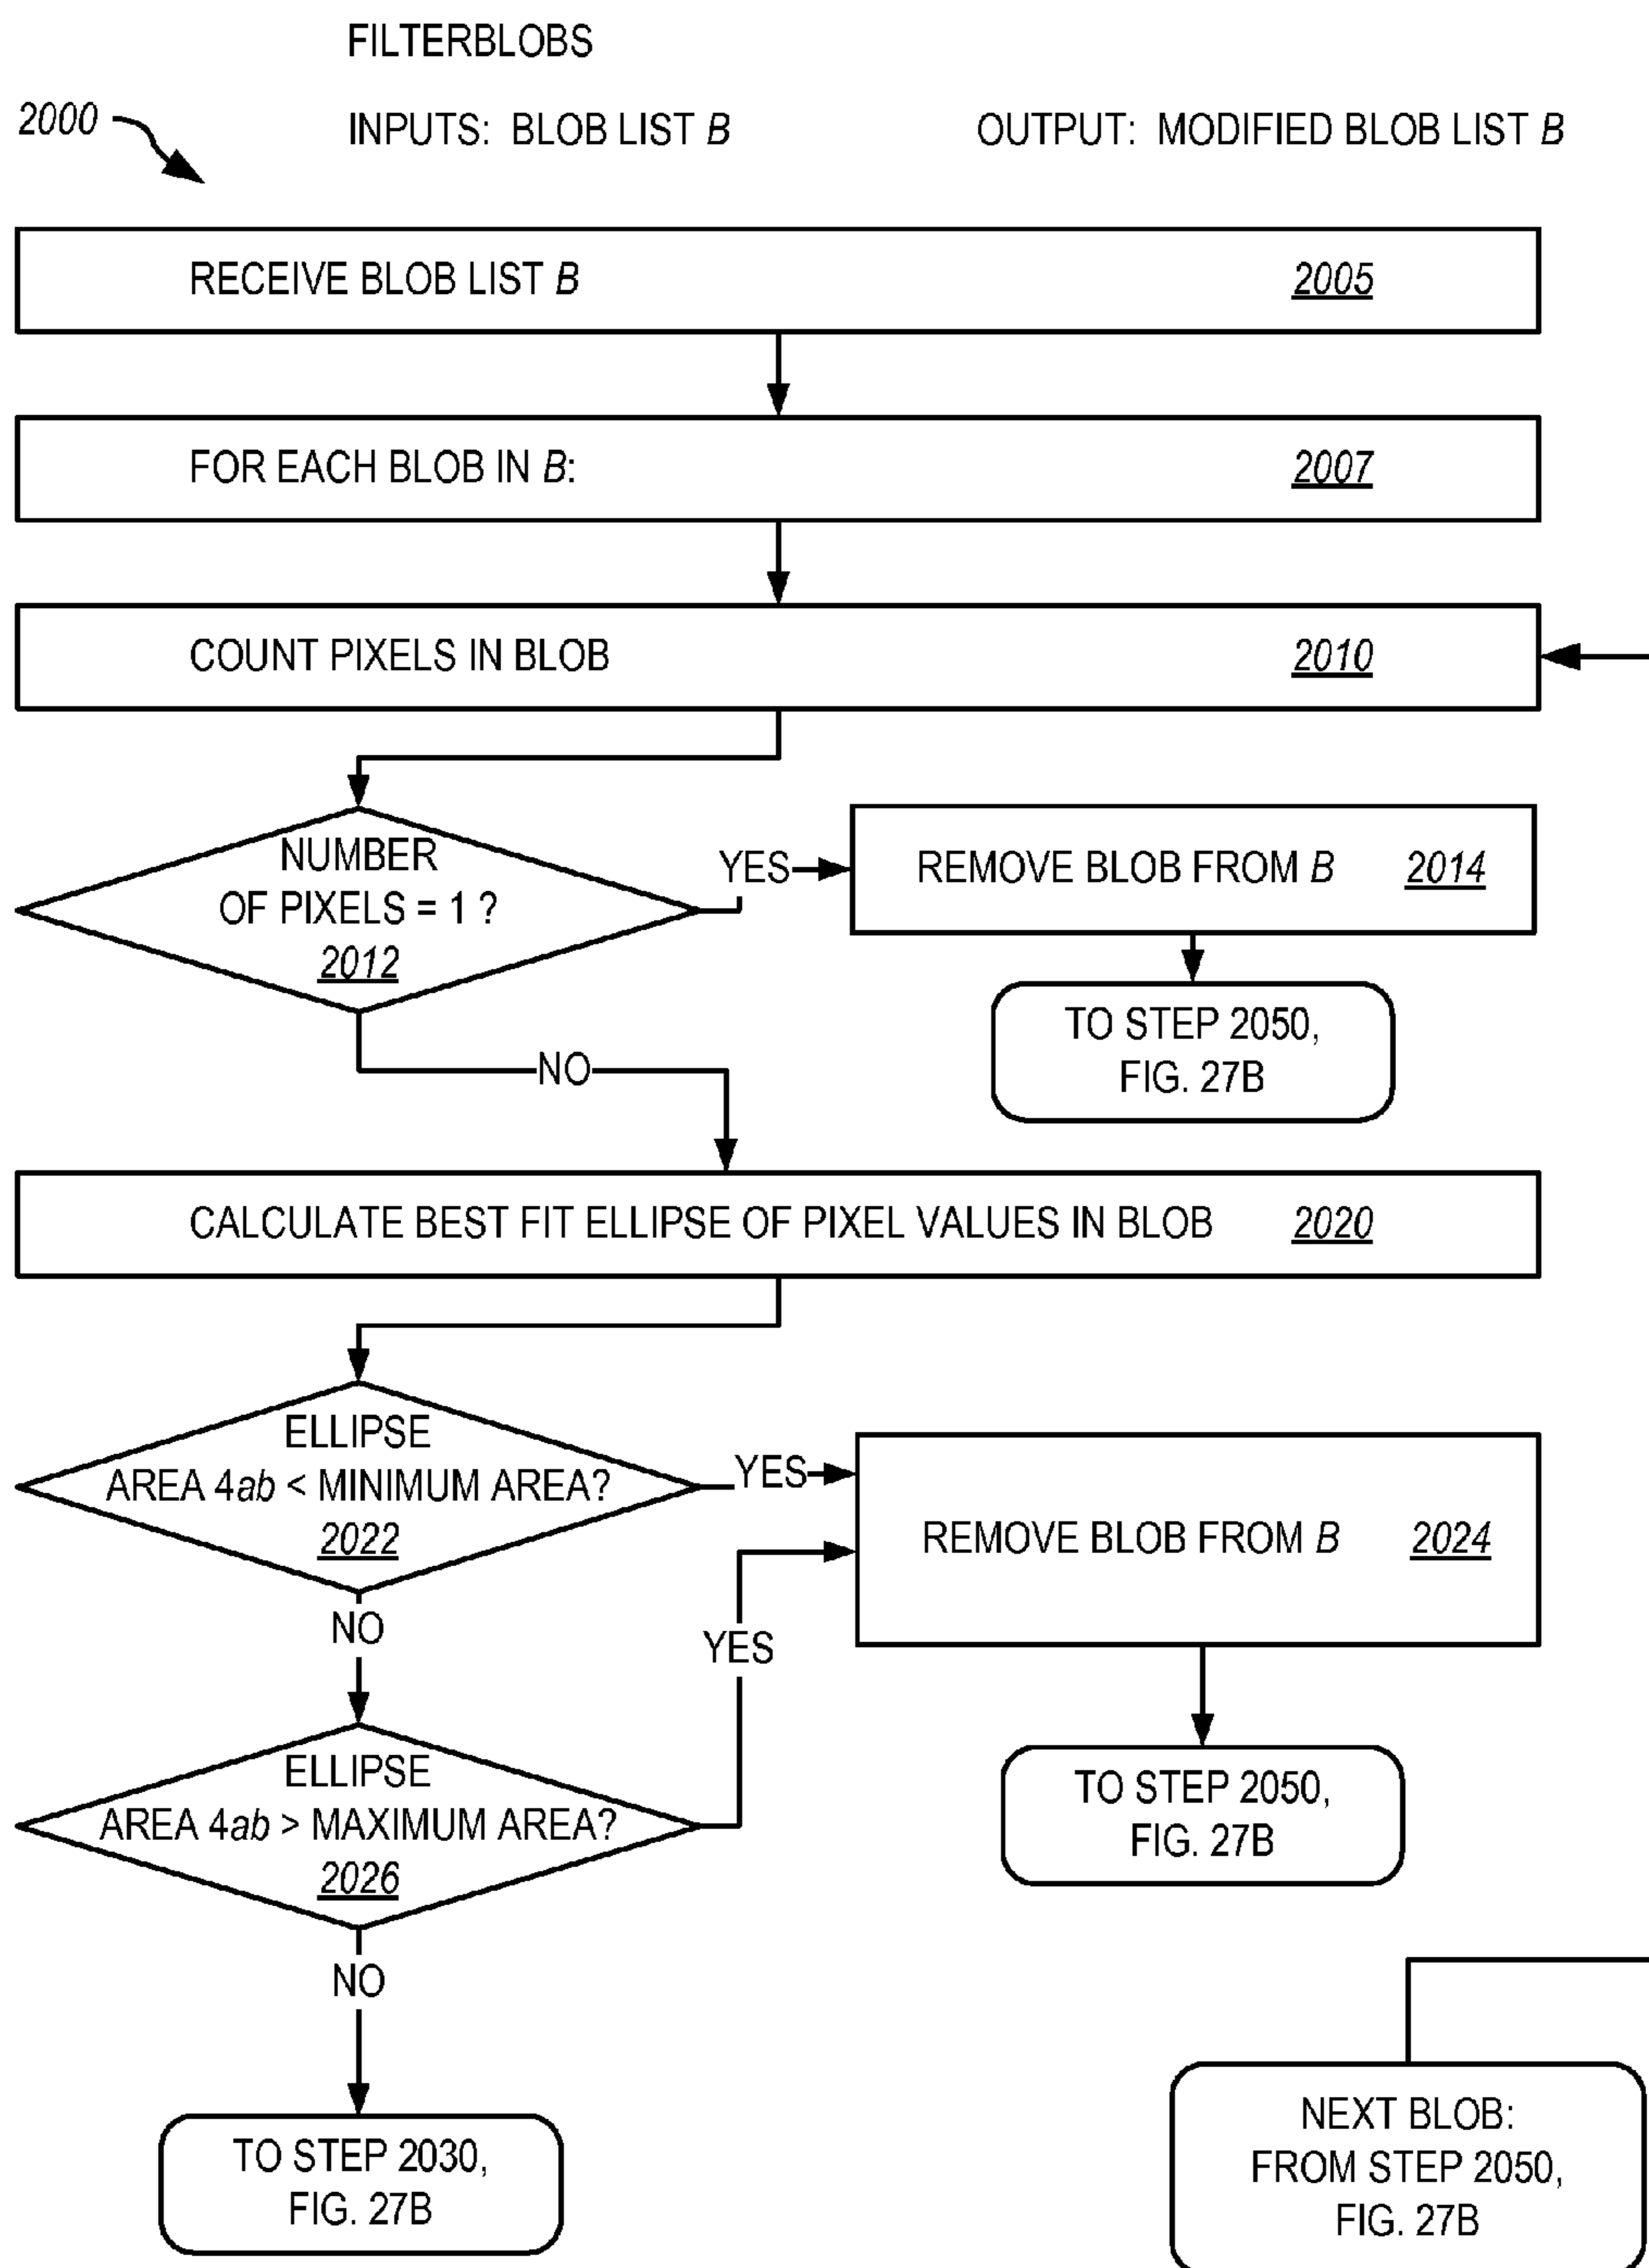 FILTERBLOBS
2000
INPUTS: BLOB LIST B
OUTPUT: MODIFIED BLOB LIST B
RECEIVE BLOB LIST B 2005
FOR EACH BLOB IN B: 2007
COUNT PIXELS IN BLOB 2010
NUMBER
OF PIXELS = 1 ?
2012
YES
REMOVE BLOB FROM B 2014
TO STEP 2050,
FIG. 27B
NO
CALCULATE BEST FIT ELLIPSE OF PIXEL VALUES IN BLOB 2020
ELLIPSE
AREA 4ab < MINIMUM AREA?
2022
YES
REMOVE BLOB FROM B 2024
NO
YES
ELLIPSE
AREA 4ab > MAXIMUM AREA?
2026
TO STEP 2050,
FIG. 27B
NO
TO STEP 2030,
FIG. 27B
NEXT BLOB:
FROM STEP 2050,
FIG. 27B